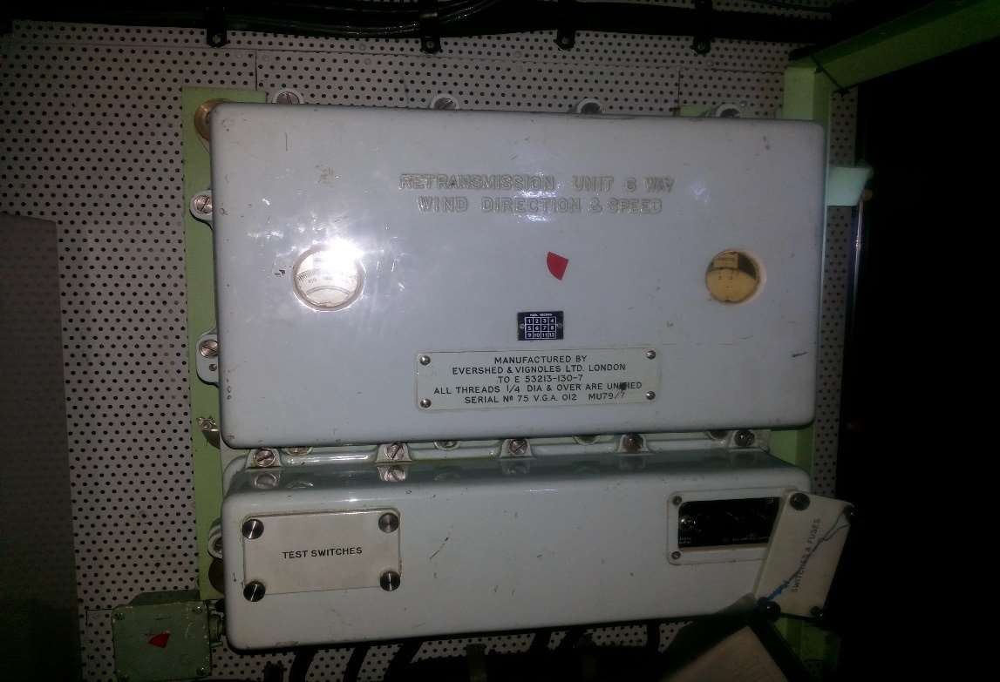 RETRANSMISSION UNIT 6 WAY
WIND DIRECTION & SPEED
1 2 3 4
5 6 7 8
9 10 11 12
MANUFACTURED BY
EVERSHED & VIGNOLES LTD. LONDON
TO E 53213-130-7
ALL THREADS 1/4 DIA & OVER ARE UNIFIED
SERIAL Nº 75 V.G.A. 012 MU79/7
TEST SWITCHES
SWITCHES & FUSES